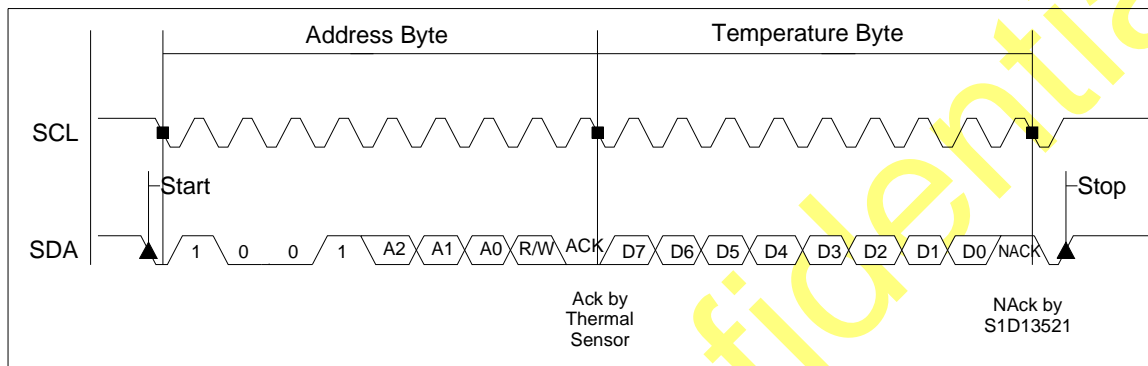 Address Byte Temperature Byte
SCL
Start Stop
SDA 1 0 0 1 A2 A1 A0 R/W ACK D7 D6 D5 D4 D3 D2 D1 D0 NACK
Ack by
Thermal
Sensor
NAck by
S1D13521
fidentia